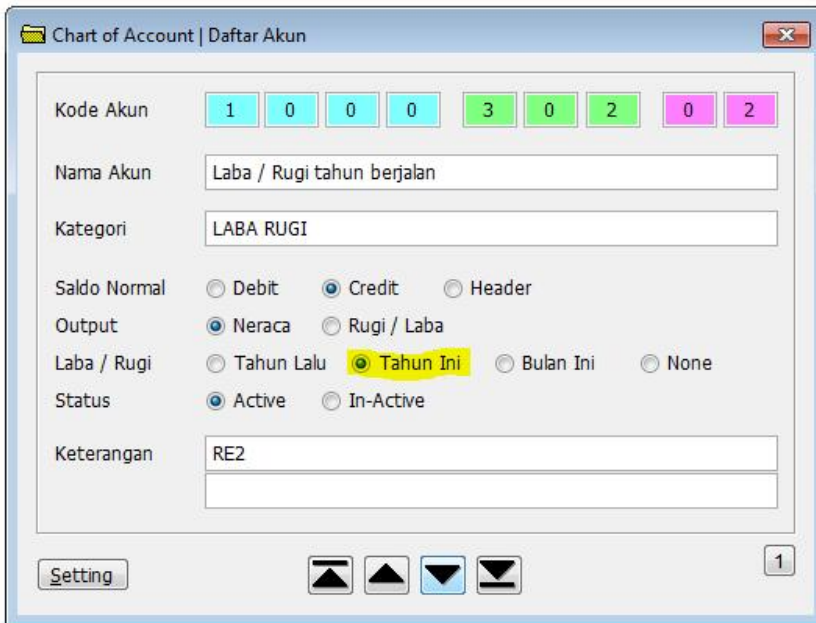 Chart of Account | Daftar Akun
Kode Akun 1 0 0 0 3 0 2 0 2
Nama Akun Laba / Rugi tahun berjalan
Kategori LABA RUGI
Saldo Normal Debit Credit Header
Output Neraca Rugi / Laba
Laba / Rugi Tahun Lalu Tahun Ini Bulan Ini None
Status Active In-Active
Keterangan RE2
Setting 1